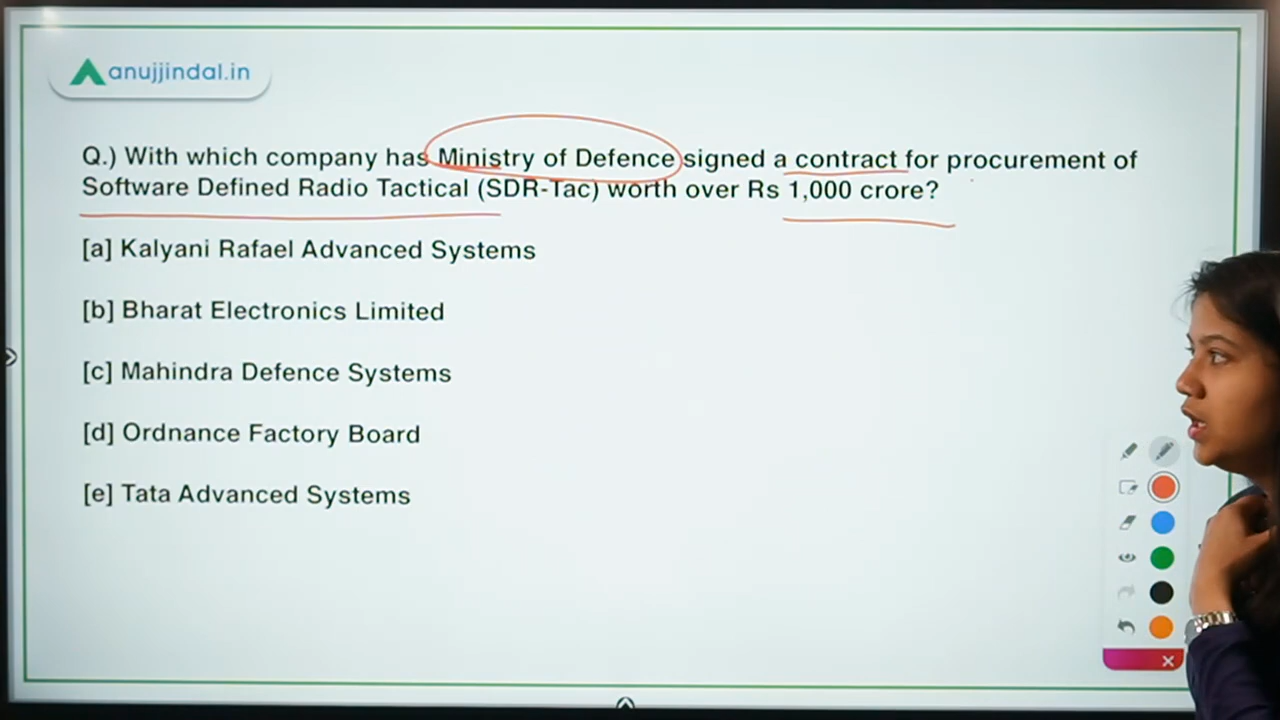 anujjindal.in
Q.) With which company has Ministry of Defence signed a contract for procurement of
Software Defined Radio Tactical (SDR-Tac) worth over Rs 1,000 crore?
[a] Kalyani Rafael Advanced Systems
[b] Bharat Electronics Limited
[c] Mahindra Defence Systems
[d] Ordnance Factory Board
[e] Tata Advanced Systems